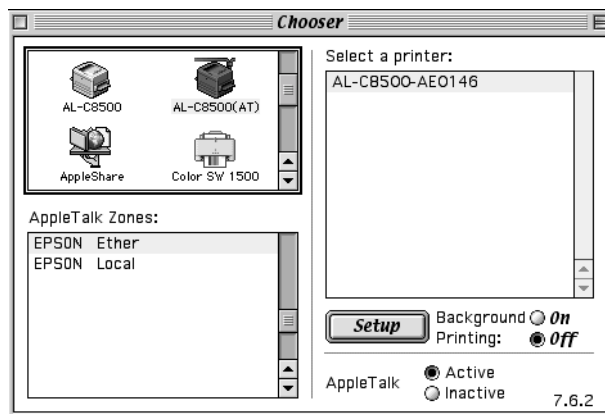 Chooser
AL-C8500
AL-C8500(AT)
AppleShare
Color SW 1500
AppleTalk Zones:
EPSON Ether
EPSON Local
Select a printer:
AL-C8500-AE0146
Setup
Background
Printing:
On
Off
AppleTalk
Active
Inactive
7.6.2